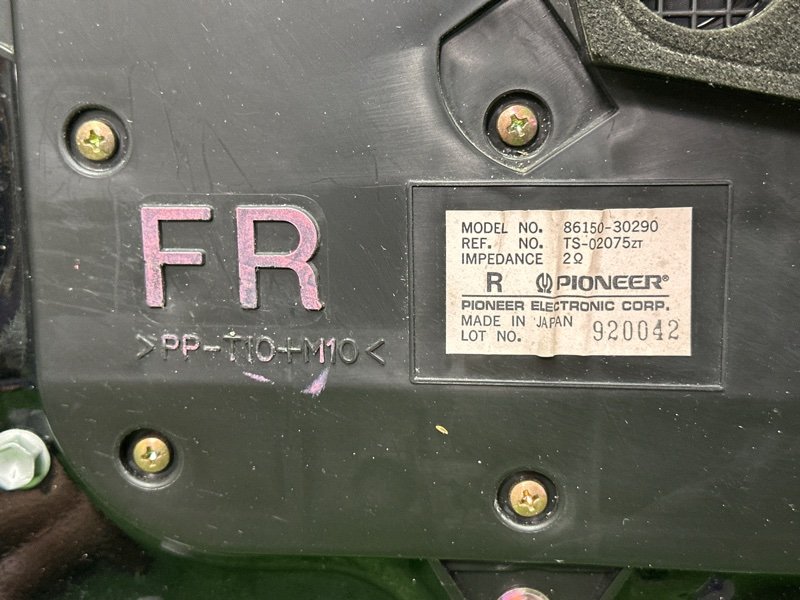 FR
>PP-T10+M10<
MODEL NO. 86150-30290
REF. NO. TS-02075ZT
IMPEDANCE 2Ω
R PIONEER®
PIONEER ELECTRONIC CORP.
MADE IN JAPAN
LOT NO. 920042